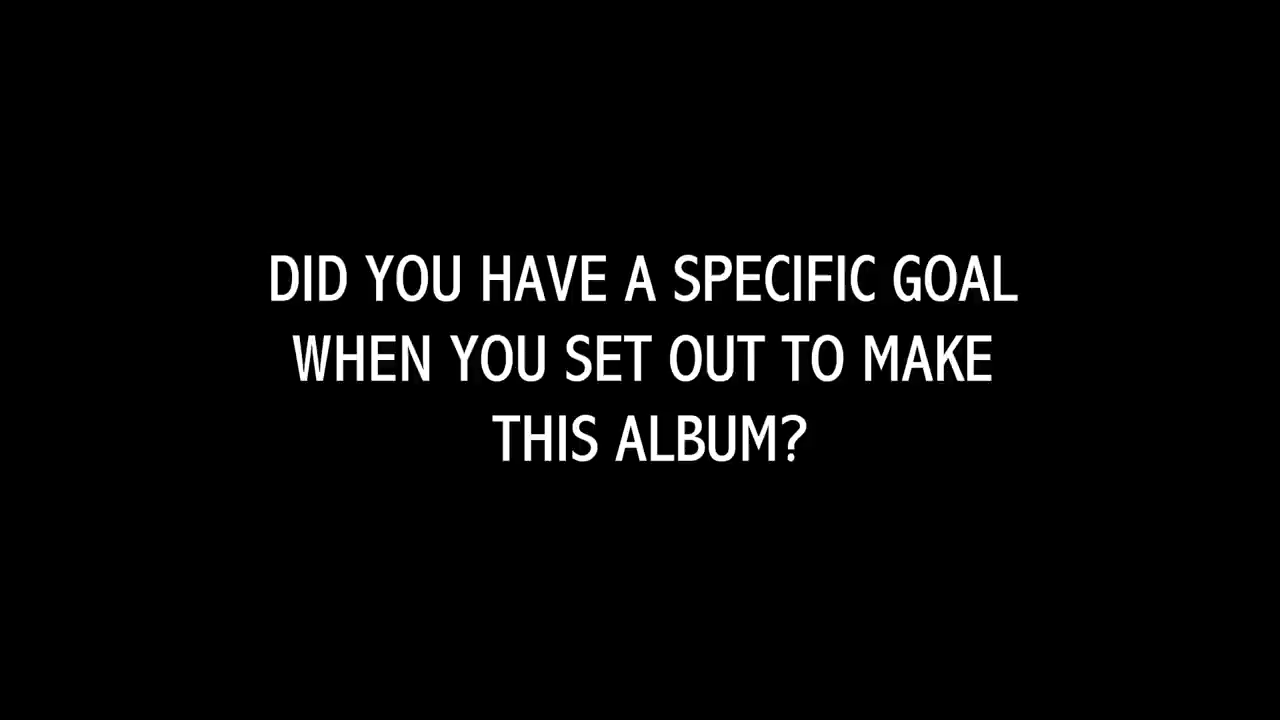 DID YOU HAVE A SPECIFIC GOAL
WHEN YOU SET OUT TO MAKE
THIS ALBUM?